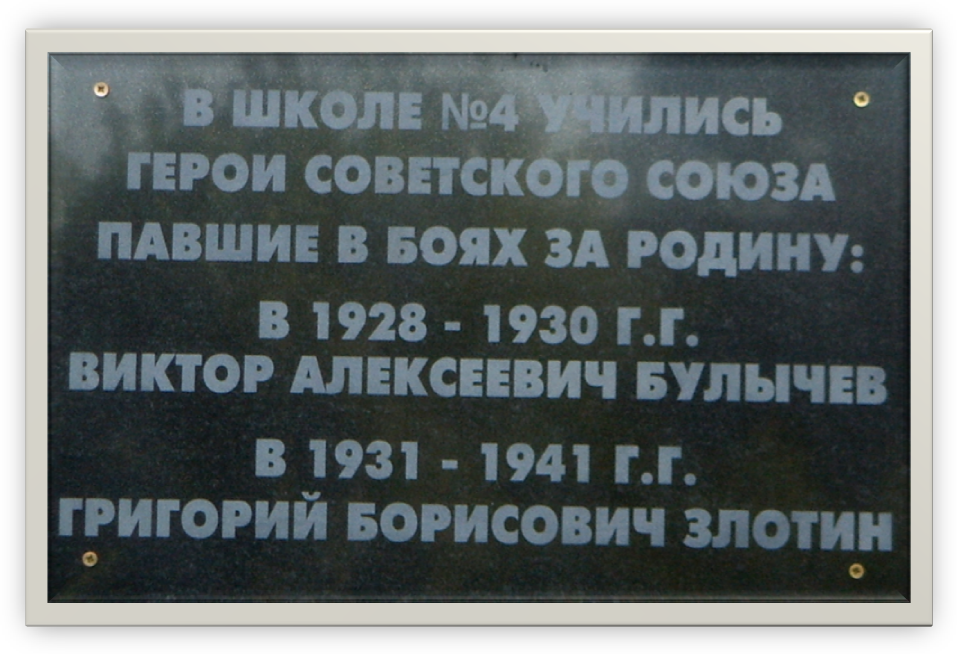 В ШКОЛЕ №4 УЧИЛИСЬ
ГЕРОИ СОВЕТСКОГО СОЮЗА
ПАВШИЕ В БОЯХ ЗА РОДИНУ:
В 1928 - 1930 Г.Г.
ВИКТОР АЛЕКСЕЕВИЧ БУЛЫЧЕВ
В 1931 - 1941 Г.Г.
ГРИГОРИЙ БОРИСОВИЧ ЗЛОТИН